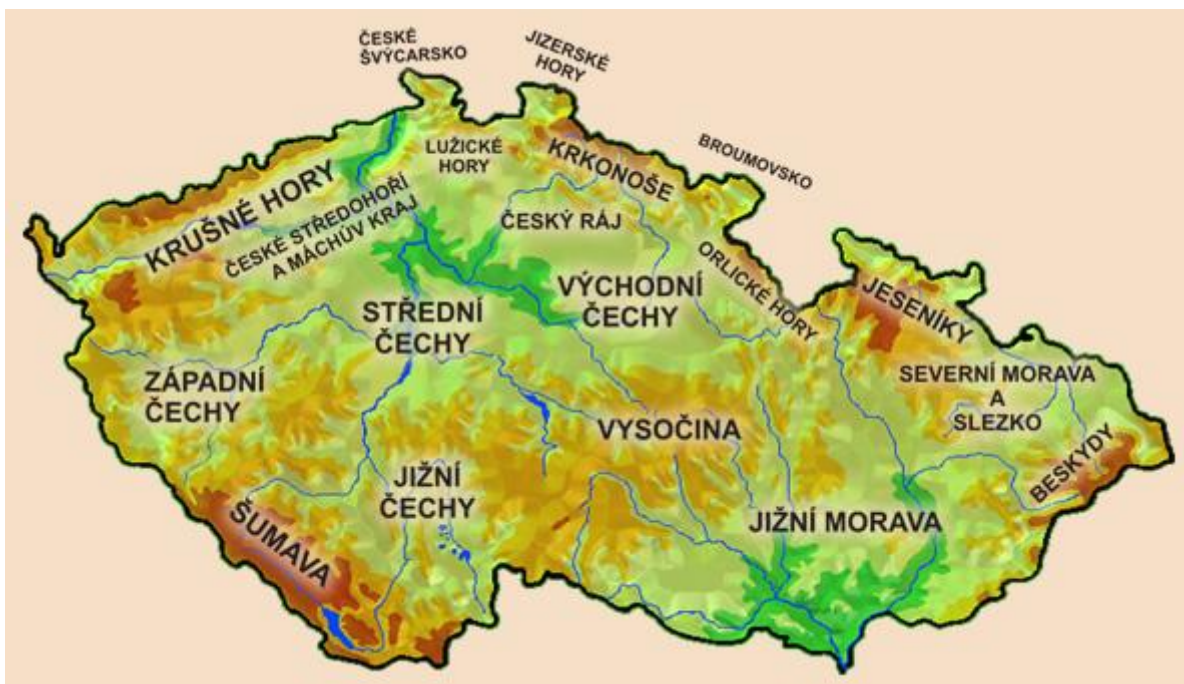 ČESKÉ
ŠVÝCARSKO
JIZERSKÉ
HORY
LUŽICKÉ
HORY
KRKONOŠE
BROUMOVSKO
KRUŠNÉ HORY
ČESKÉ STŘEDOHOŘÍ
A MÁCHŮV KRAJ
ČESKÝ RÁJ
ORLICKÉ HORY
VÝCHODNÍ
ČECHY
STŘEDNÍ
ČECHY
JESENÍKY
ZÁPADNÍ
ČECHY
SEVERNÍ MORAVA
A
SLEZKO
VYSOČINA
BESKYDY
JIŽNÍ
ČECHY
ŠUMAVA
JIŽNÍ MORAVA